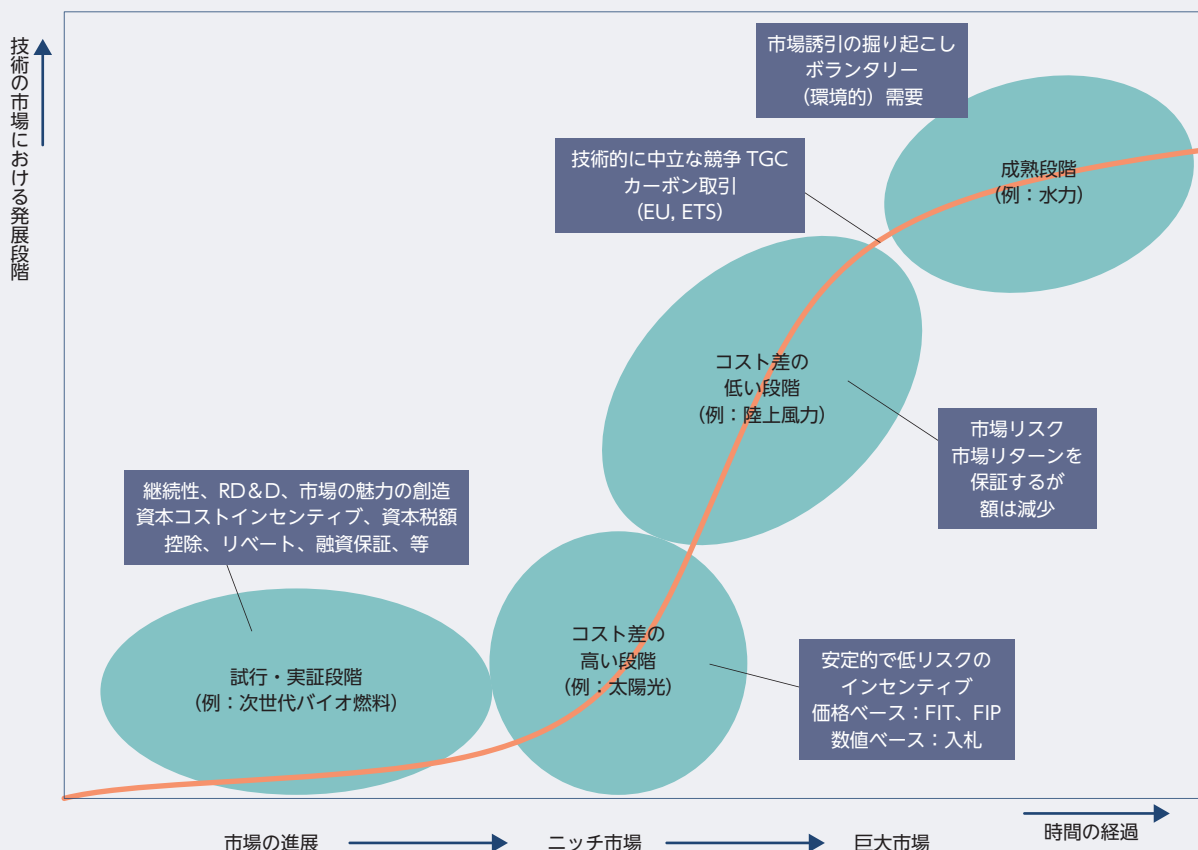 技術の市場における発展段階
市場誘引の掘り起こし
ボランタリー
（環境的）需要
技術的に中立な競争 TGC
カーボン取引
（EU, ETS）
成熟段階
（例：水力）
コスト差の
低い段階
（例：陸上風力）
市場リスク
市場リターンを
保証するが
額は減少
継続性、RD＆D、市場の魅力の創造
資本コストインセンティブ、資本税額
控除、リベート、融資保証、等
試行・実証段階
（例：次世代バイオ燃料）
コスト差の
高い段階
（例：太陽光）
安定的で低リスクの
インセンティブ
価格ベース：FIT、FIP
数値ベース：入札
市場の進展
ニッチ市場
巨大市場
時間の経過